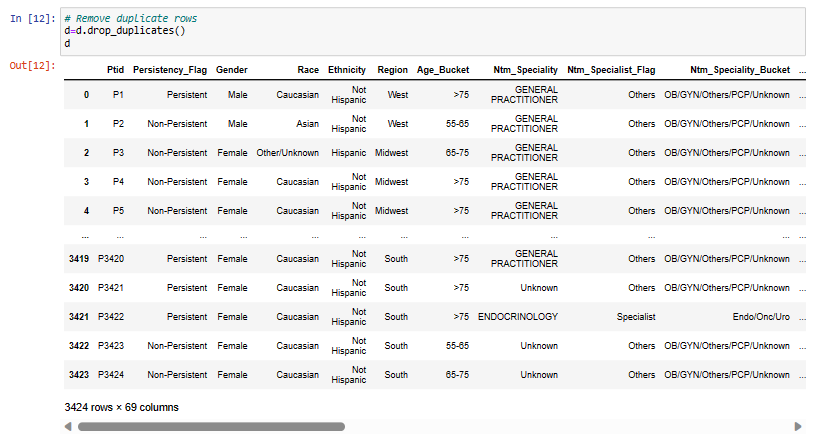 In [12]: # Remove duplicate rows
d=d.drop_duplicates()
d
Out[12]:
Ptid Persistency_Flag Gender Race Ethnicity Region Age_Bucket Ntm_Speciality Ntm_Specialist_Flag Ntm_Speciality_Bucket ...
0 P1 Persistent Male Caucasian Not Hispanic West >75 GENERAL PRACTITIONER Others OB/GYN/Others/PCP/Unknown ...
1 P2 Non-Persistent Male Asian Not Hispanic West 55-65 GENERAL PRACTITIONER Others OB/GYN/Others/PCP/Unknown ...
2 P3 Non-Persistent Female Other/Unknown Hispanic Midwest 65-75 GENERAL PRACTITIONER Others OB/GYN/Others/PCP/Unknown ...
3 P4 Non-Persistent Female Caucasian Not Hispanic Midwest >75 GENERAL PRACTITIONER Others OB/GYN/Others/PCP/Unknown ...
4 P5 Non-Persistent Female Caucasian Not Hispanic Midwest >75 GENERAL PRACTITIONER Others OB/GYN/Others/PCP/Unknown ...
... ... ... ... ... ... ... ... ... ... ... ...
3419 P3420 Persistent Female Caucasian Not Hispanic South >75 GENERAL PRACTITIONER Others OB/GYN/Others/PCP/Unknown ...
3420 P3421 Persistent Female Caucasian Not Hispanic South >75 Unknown Others OB/GYN/Others/PCP/Unknown ...
3421 P3422 Persistent Female Caucasian Not Hispanic South >75 ENDOCRINOLOGY Specialist Endo/Onc/Uro ...
3422 P3423 Non-Persistent Female Caucasian Not Hispanic South 55-65 Unknown Others OB/GYN/Others/PCP/Unknown ...
3423 P3424 Non-Persistent Female Caucasian Not Hispanic South 65-75 Unknown Others OB/GYN/Others/PCP/Unknown ...
3424 rows × 69 columns